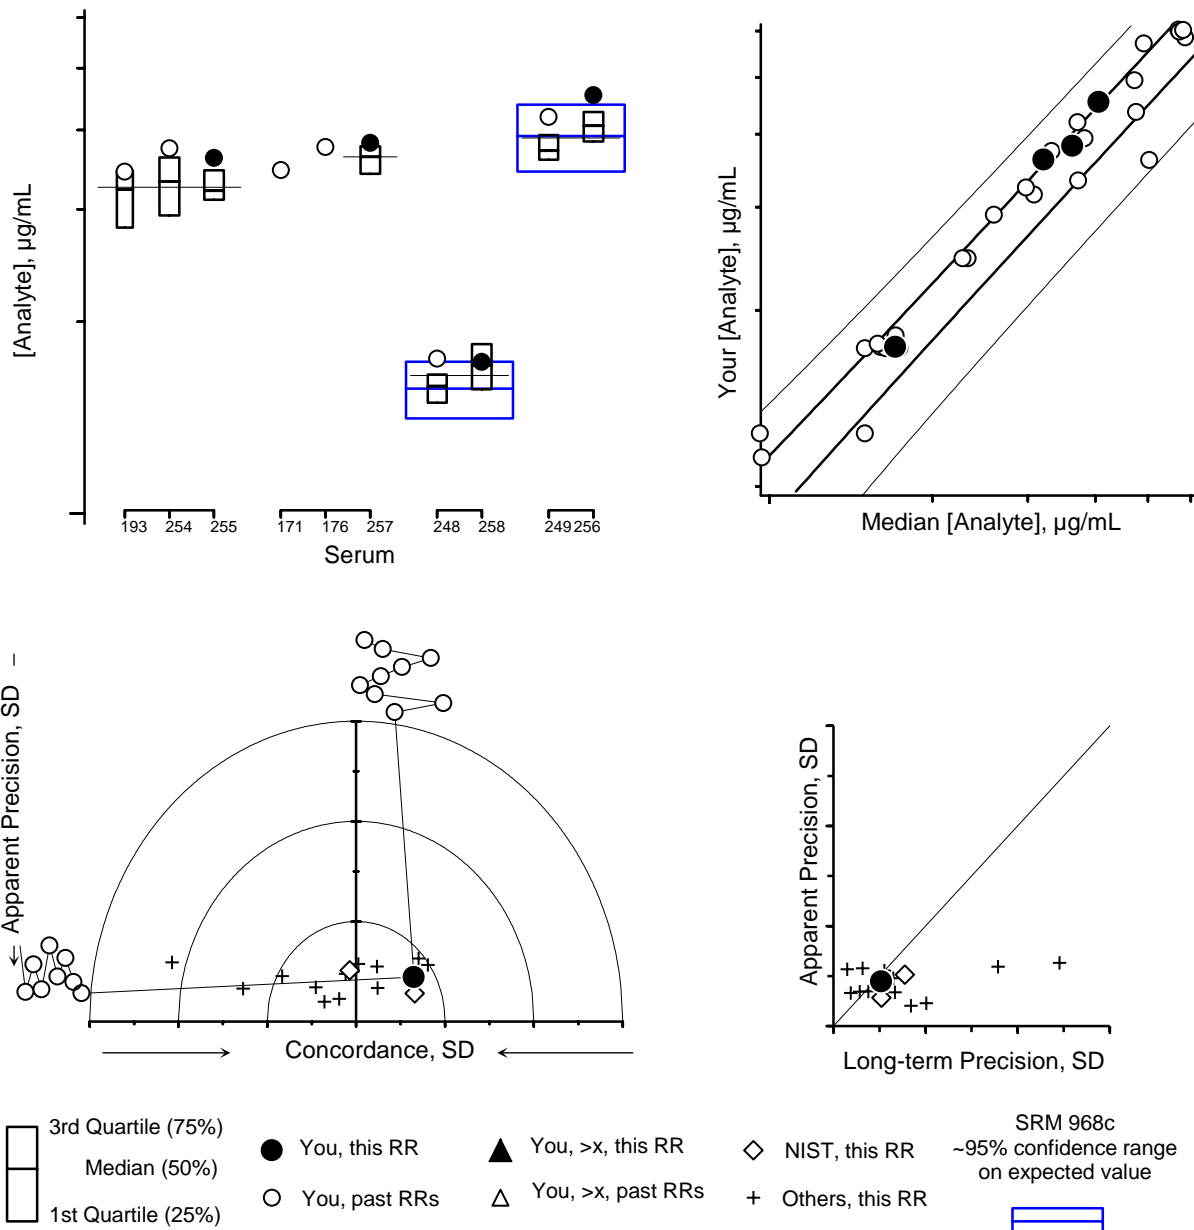 [Analyte], µg/mL
193 254 255 171 176 257 248 258 249 256
Serum
Your [Analyte], µg/mL
Median [Analyte], µg/mL
Apparent Precision, SD
Concordance, SD
Apparent Precision, SD
Long-term Precision, SD
3rd Quartile (75%)
Median (50%)
1st Quartile (25%)
You, this RR
You, past RRs
You, >x, this RR
You, >x, past RRs
NIST, this RR
Others, this RR
SRM 968c
~95% confidence range
on expected value